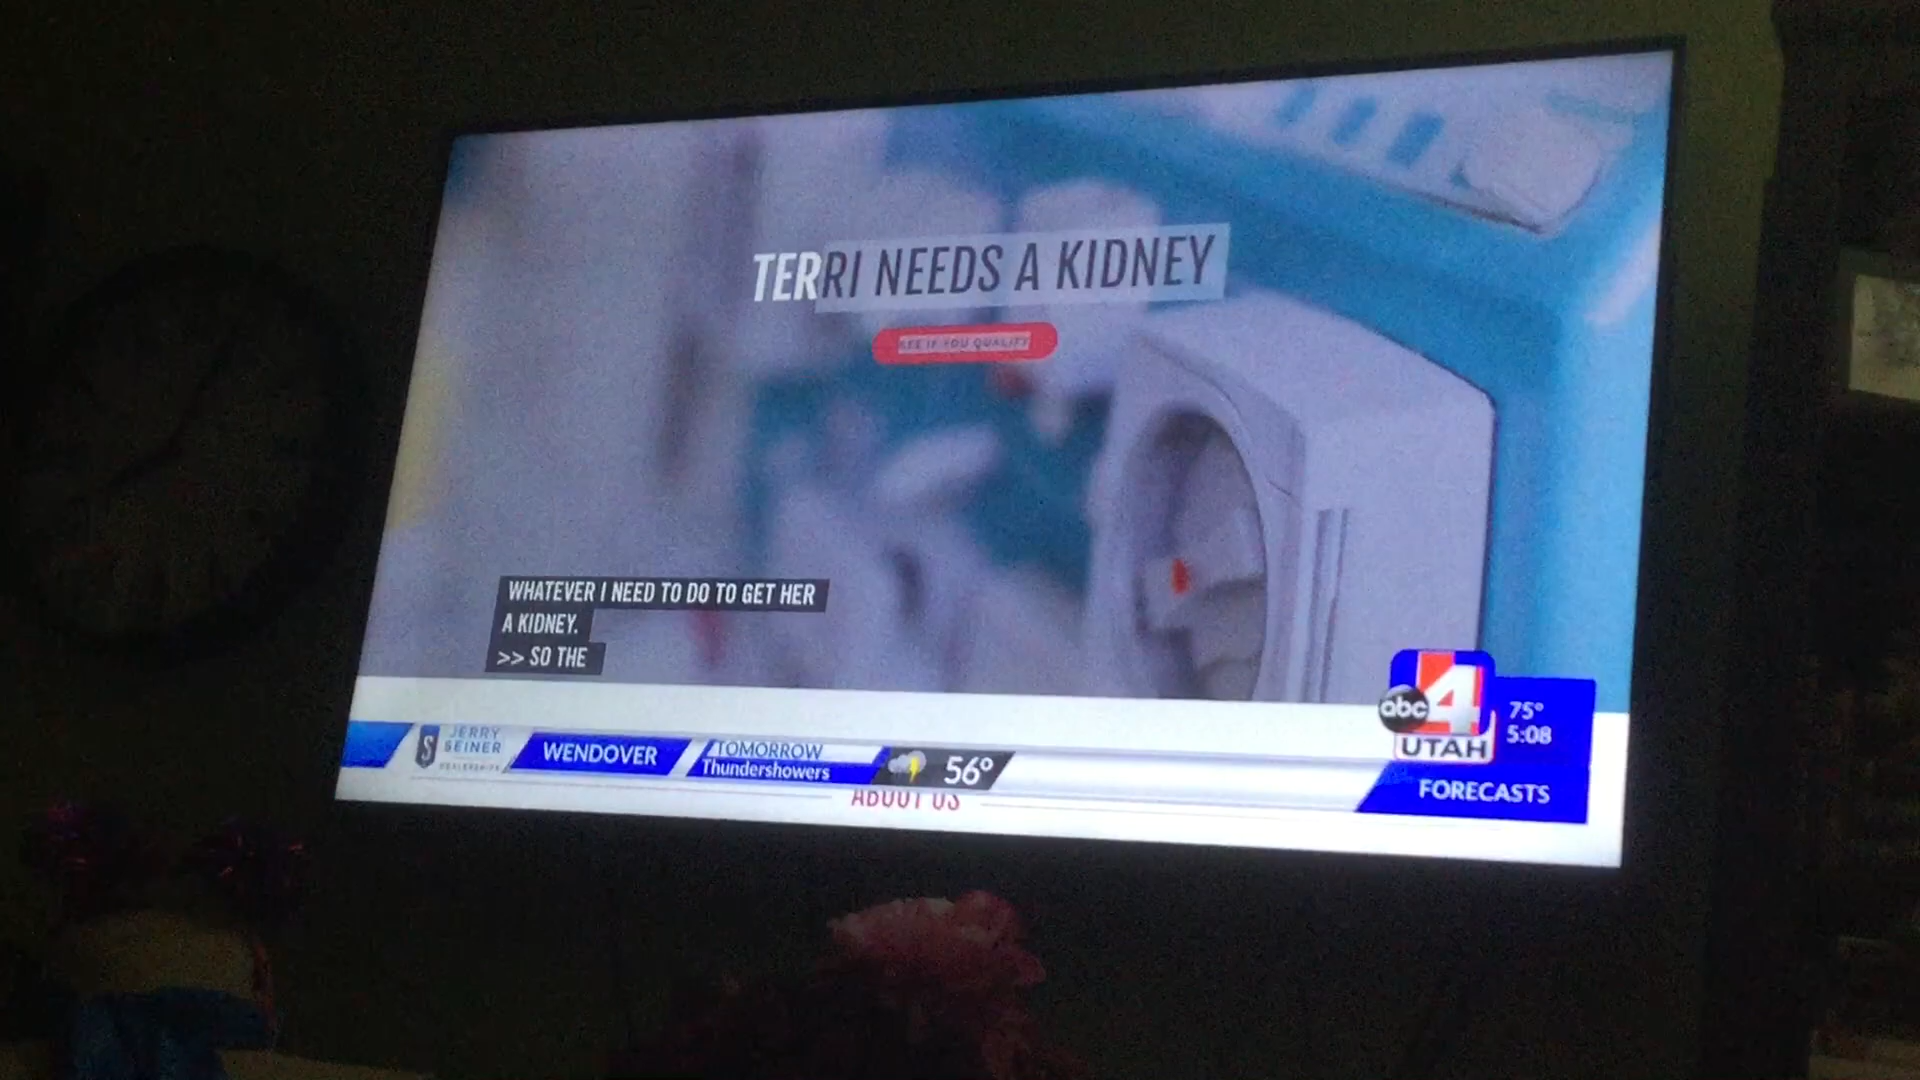 TERRI NEEDS A KIDNEY
SEE IF YOU QUALIFY
WHATEVER I NEED TO DO TO GET HER
A KIDNEY.
>> SO THE
abc 4
UTAH
75°
5:08
S
JERRY
SEINER
DEALERSHIPS
WENDOVER
TOMORROW
Thundershowers
56°
FORECASTS
ABOUT US